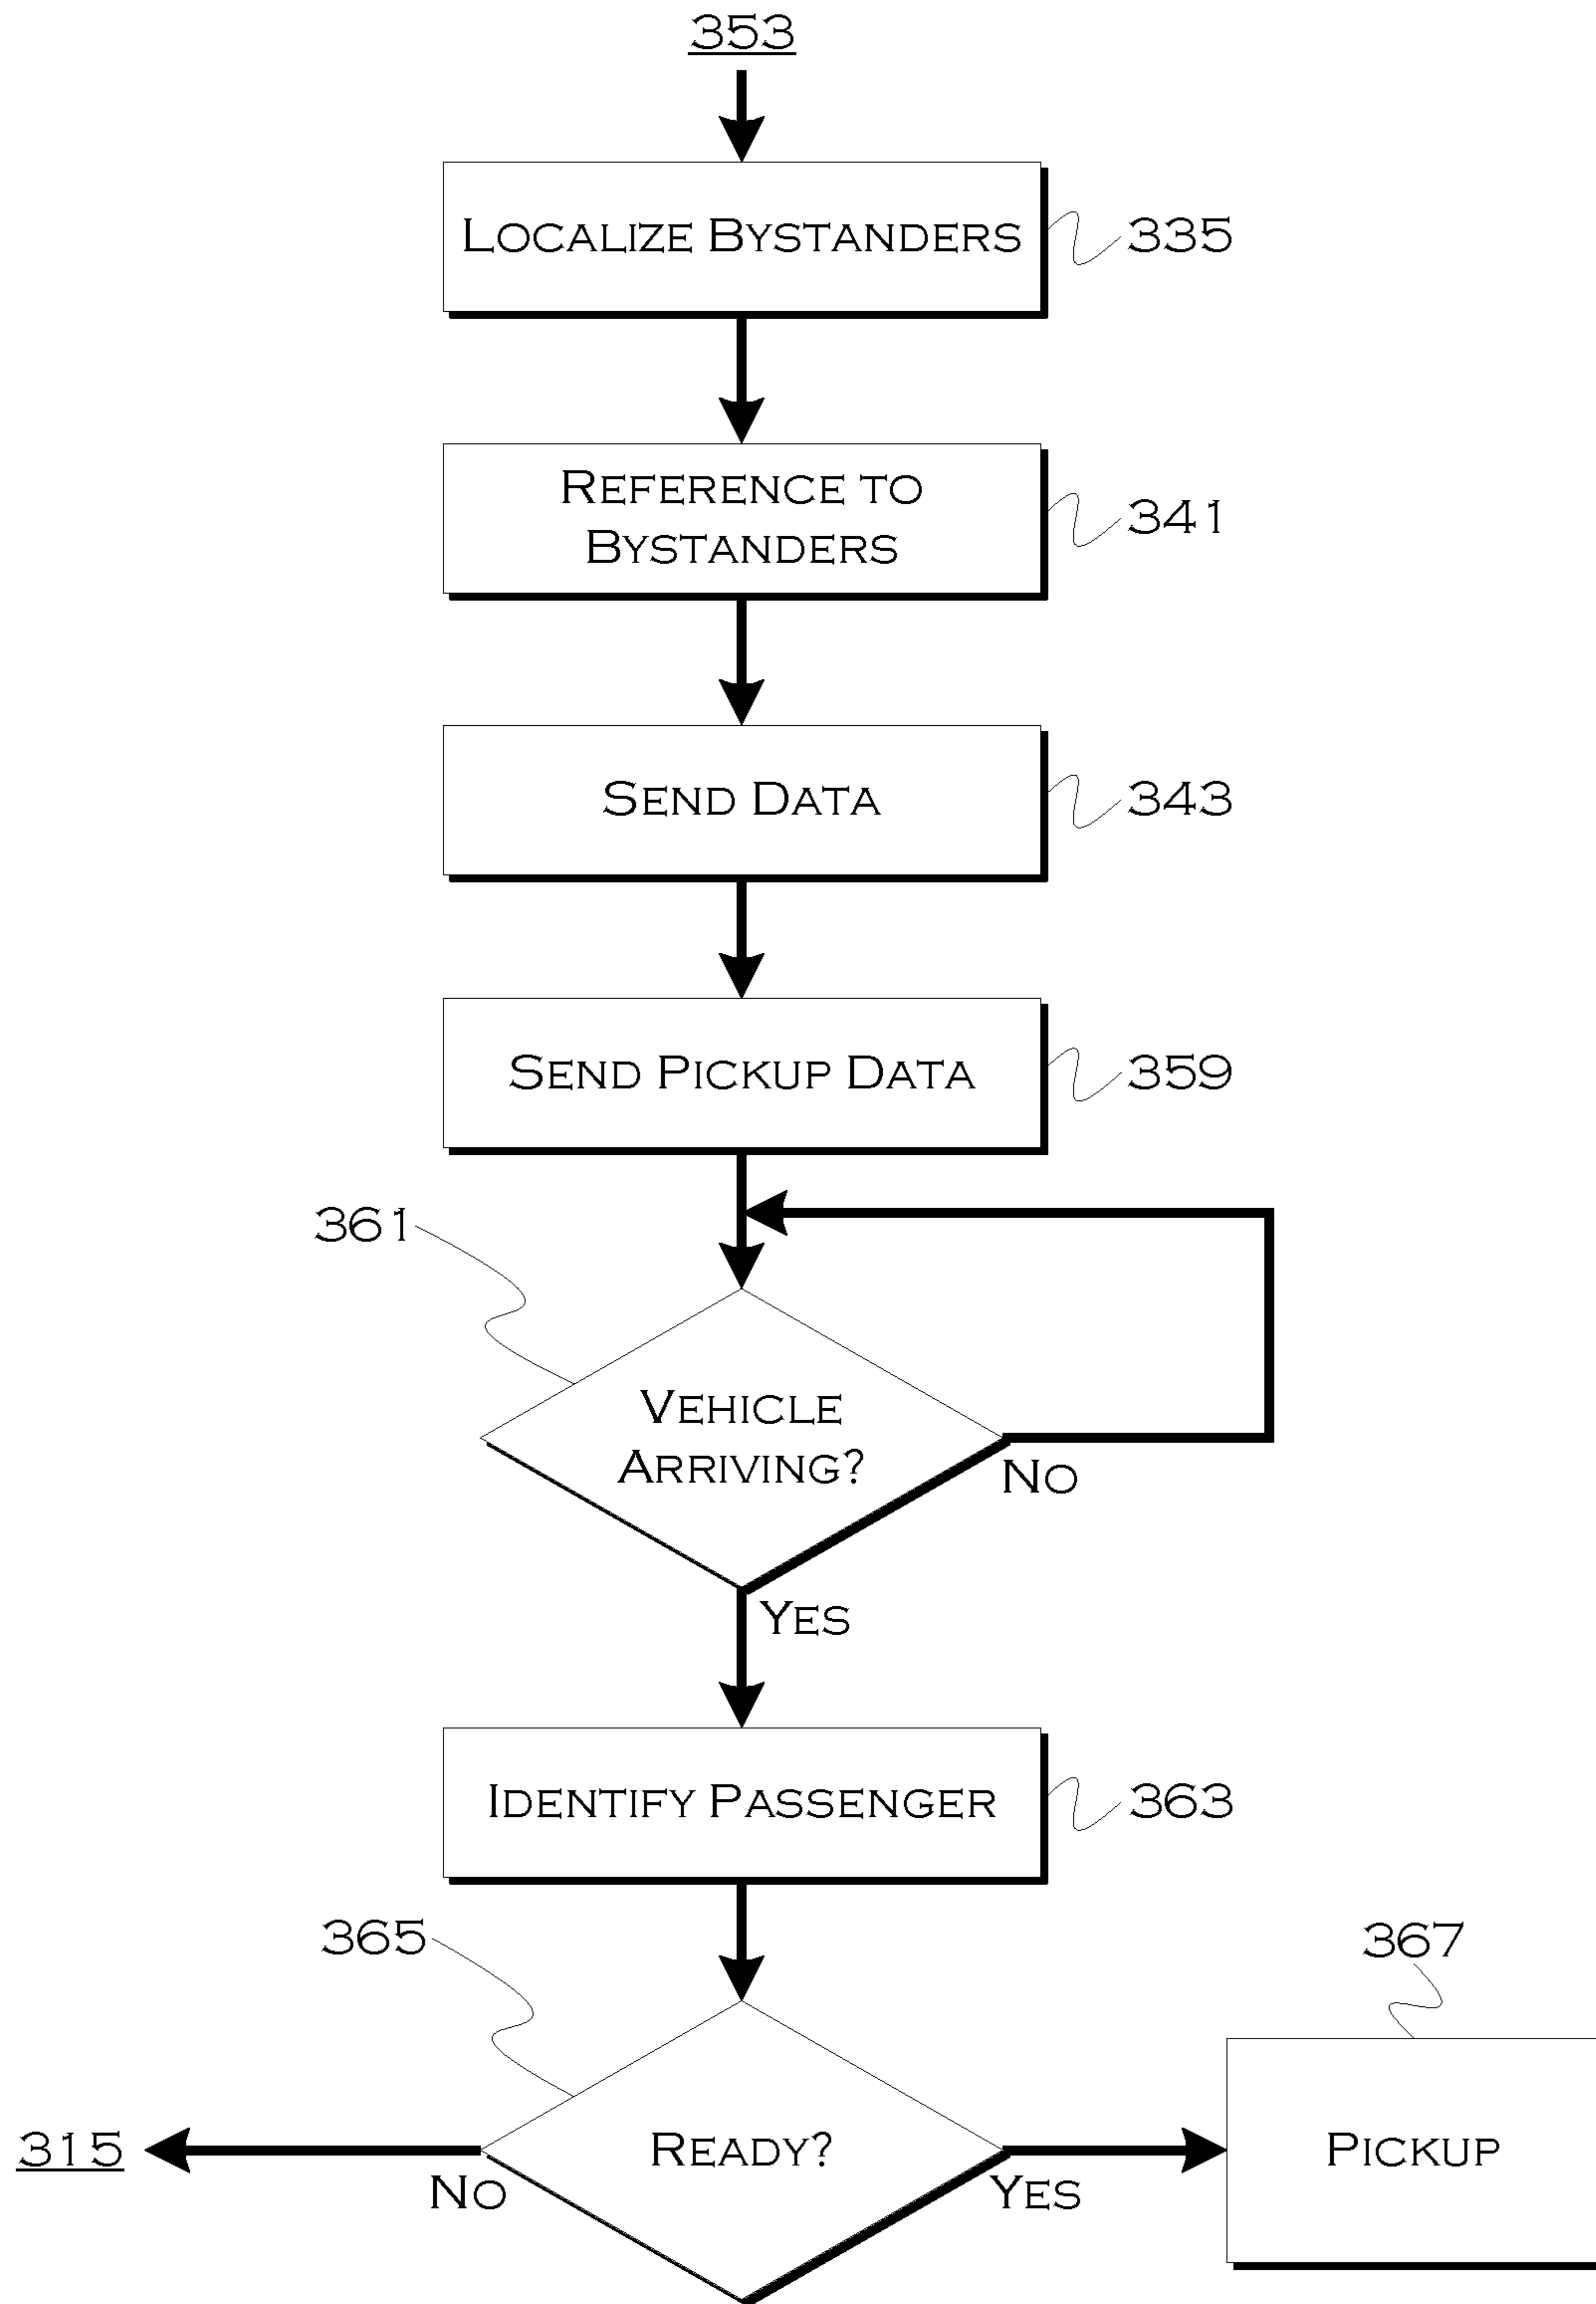 353
LOCALIZE BYSTANDERS
335
REFERENCE TO
BYSTANDERS
341
SEND DATA
343
SEND PICKUP DATA
359
361
VEHICLE
ARRIVING?
NO
YES
IDENTIFY PASSENGER
363
365
367
315
READY?
PICKUP
NO
YES